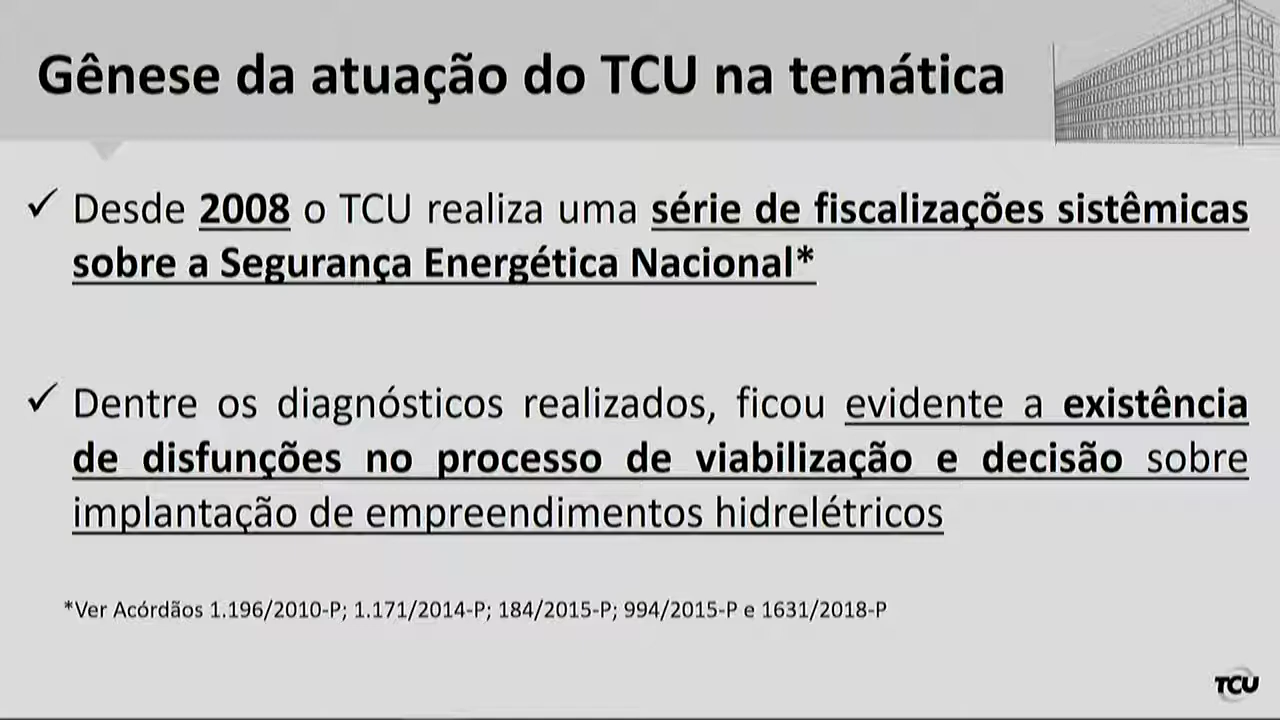 Gênese da atuação do TCU na temática
✓ Desde 2008 o TCU realiza uma série de fiscalizações sistêmicas
sobre a Segurança Energética Nacional*
✓ Dentre os diagnósticos realizados, ficou evidente a existência
de disfunções no processo de viabilização e decisão sobre
implantação de empreendimentos hidrelétricos
*Ver Acórdãos 1.196/2010-P; 1.171/2014-P; 184/2015-P; 994/2015-P e 1631/2018-P
TCU